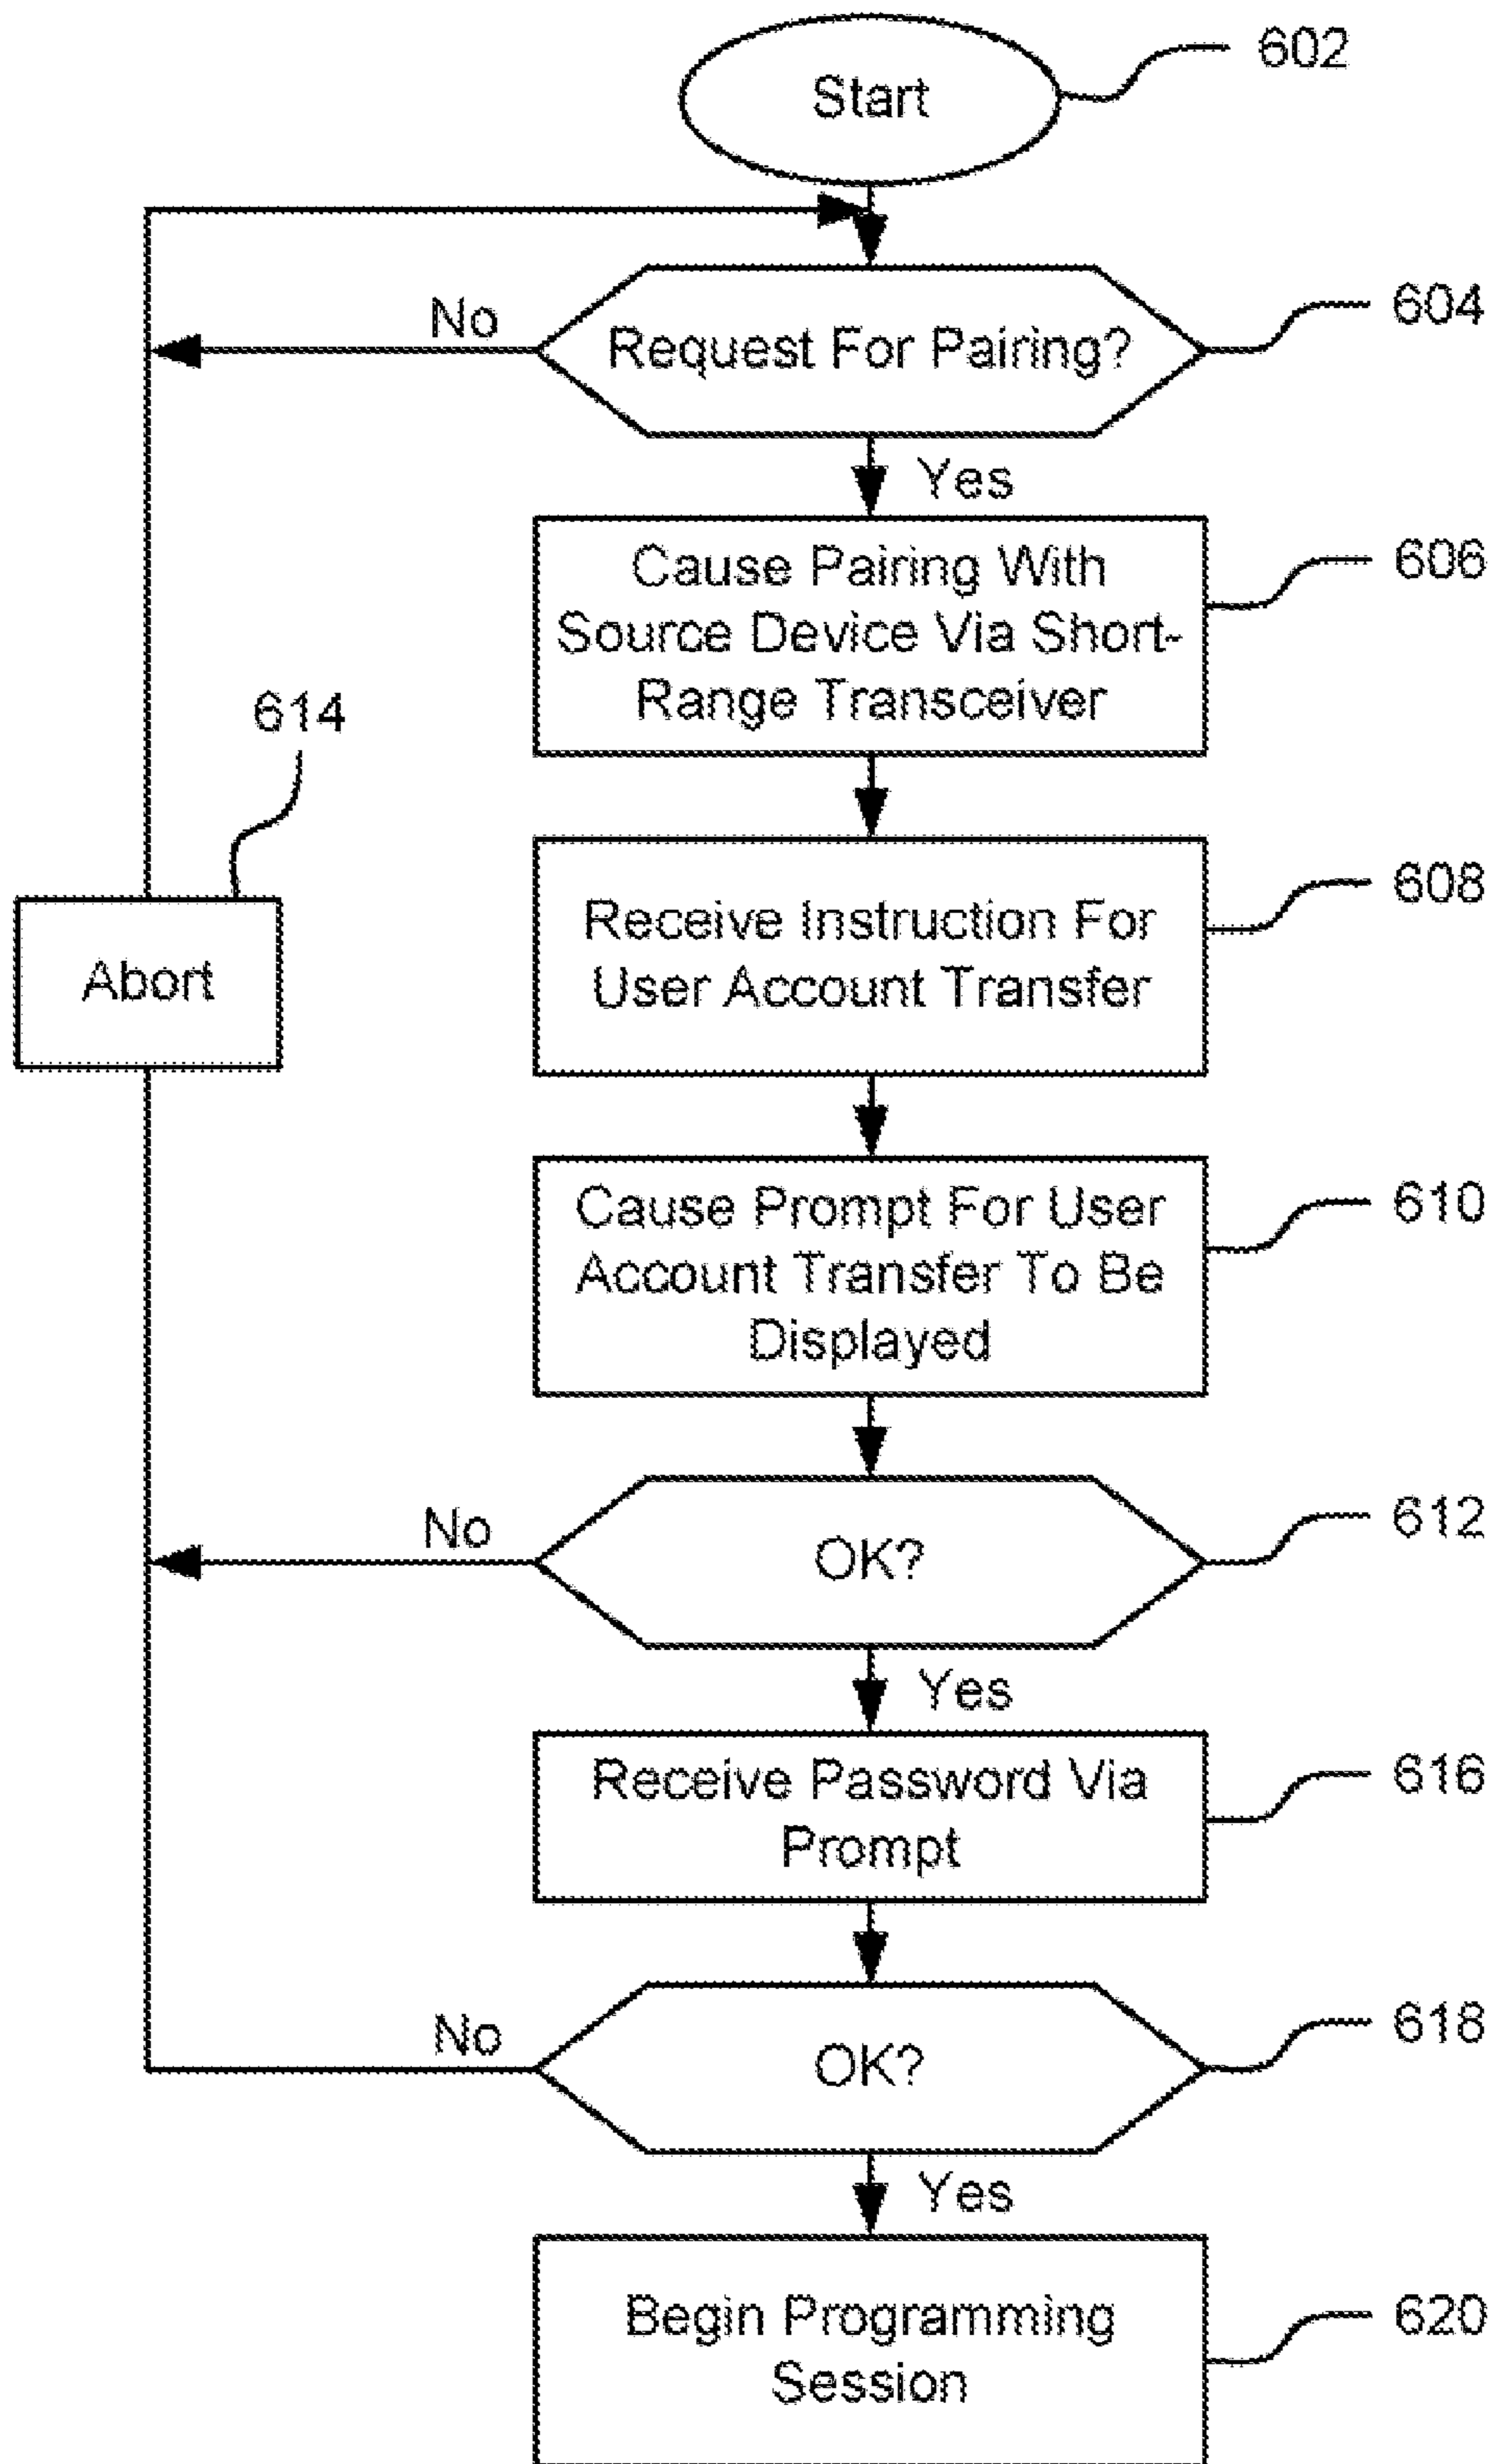 Start
602
No
Request For Pairing?
604
Yes
Cause Pairing With
Source Device Via Short-
Range Transceiver
606
614
Abort
Receive Instruction For
User Account Transfer
608
Cause Prompt For User
Account Transfer To Be
Displayed
610
No
OK?
612
Yes
Receive Password Via
Prompt
616
No
OK?
618
Yes
Begin Programming
Session
620